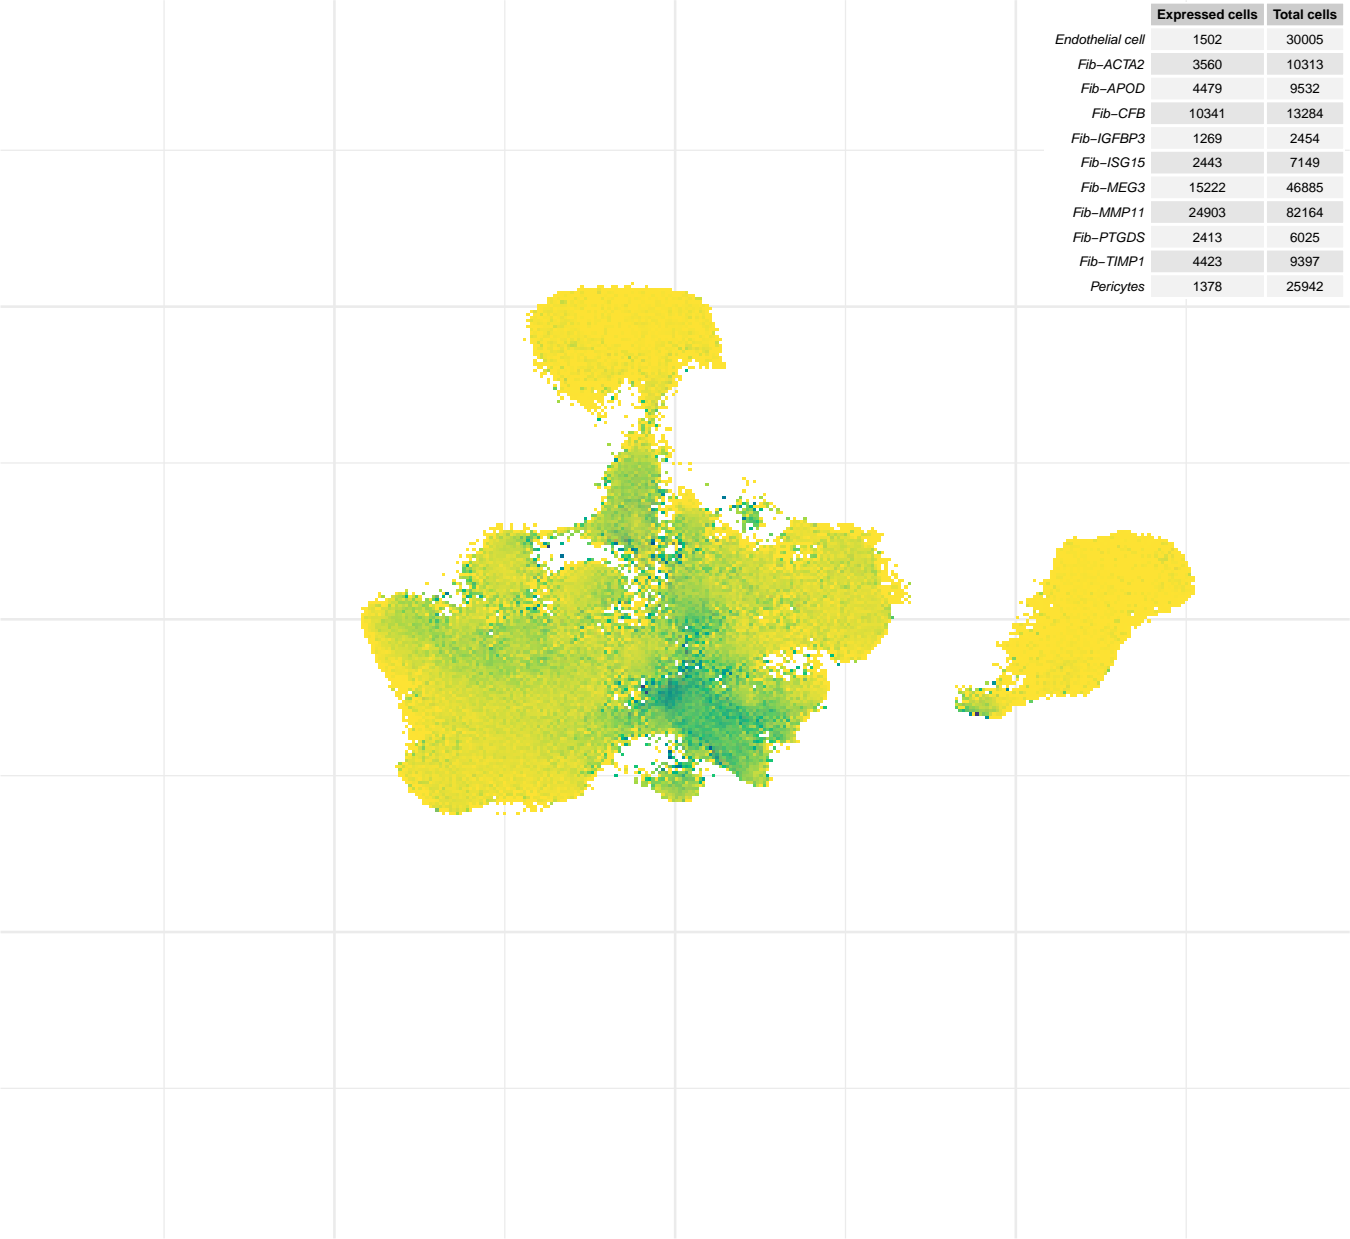 Expressed cells Total cells
Endothelial cell 1502 30005
Fib−ACTA2 3560 10313
Fib−APOD 4479 9532
Fib−CFB 10341 13284
Fib−IGFBP3 1269 2454
Fib−ISG15 2443 7149
Fib−MEG3 15222 46885
Fib−MMP11 24903 82164
Fib−PTGDS 2413 6025
Fib−TIMP1 4423 9397
Pericytes 1378 25942